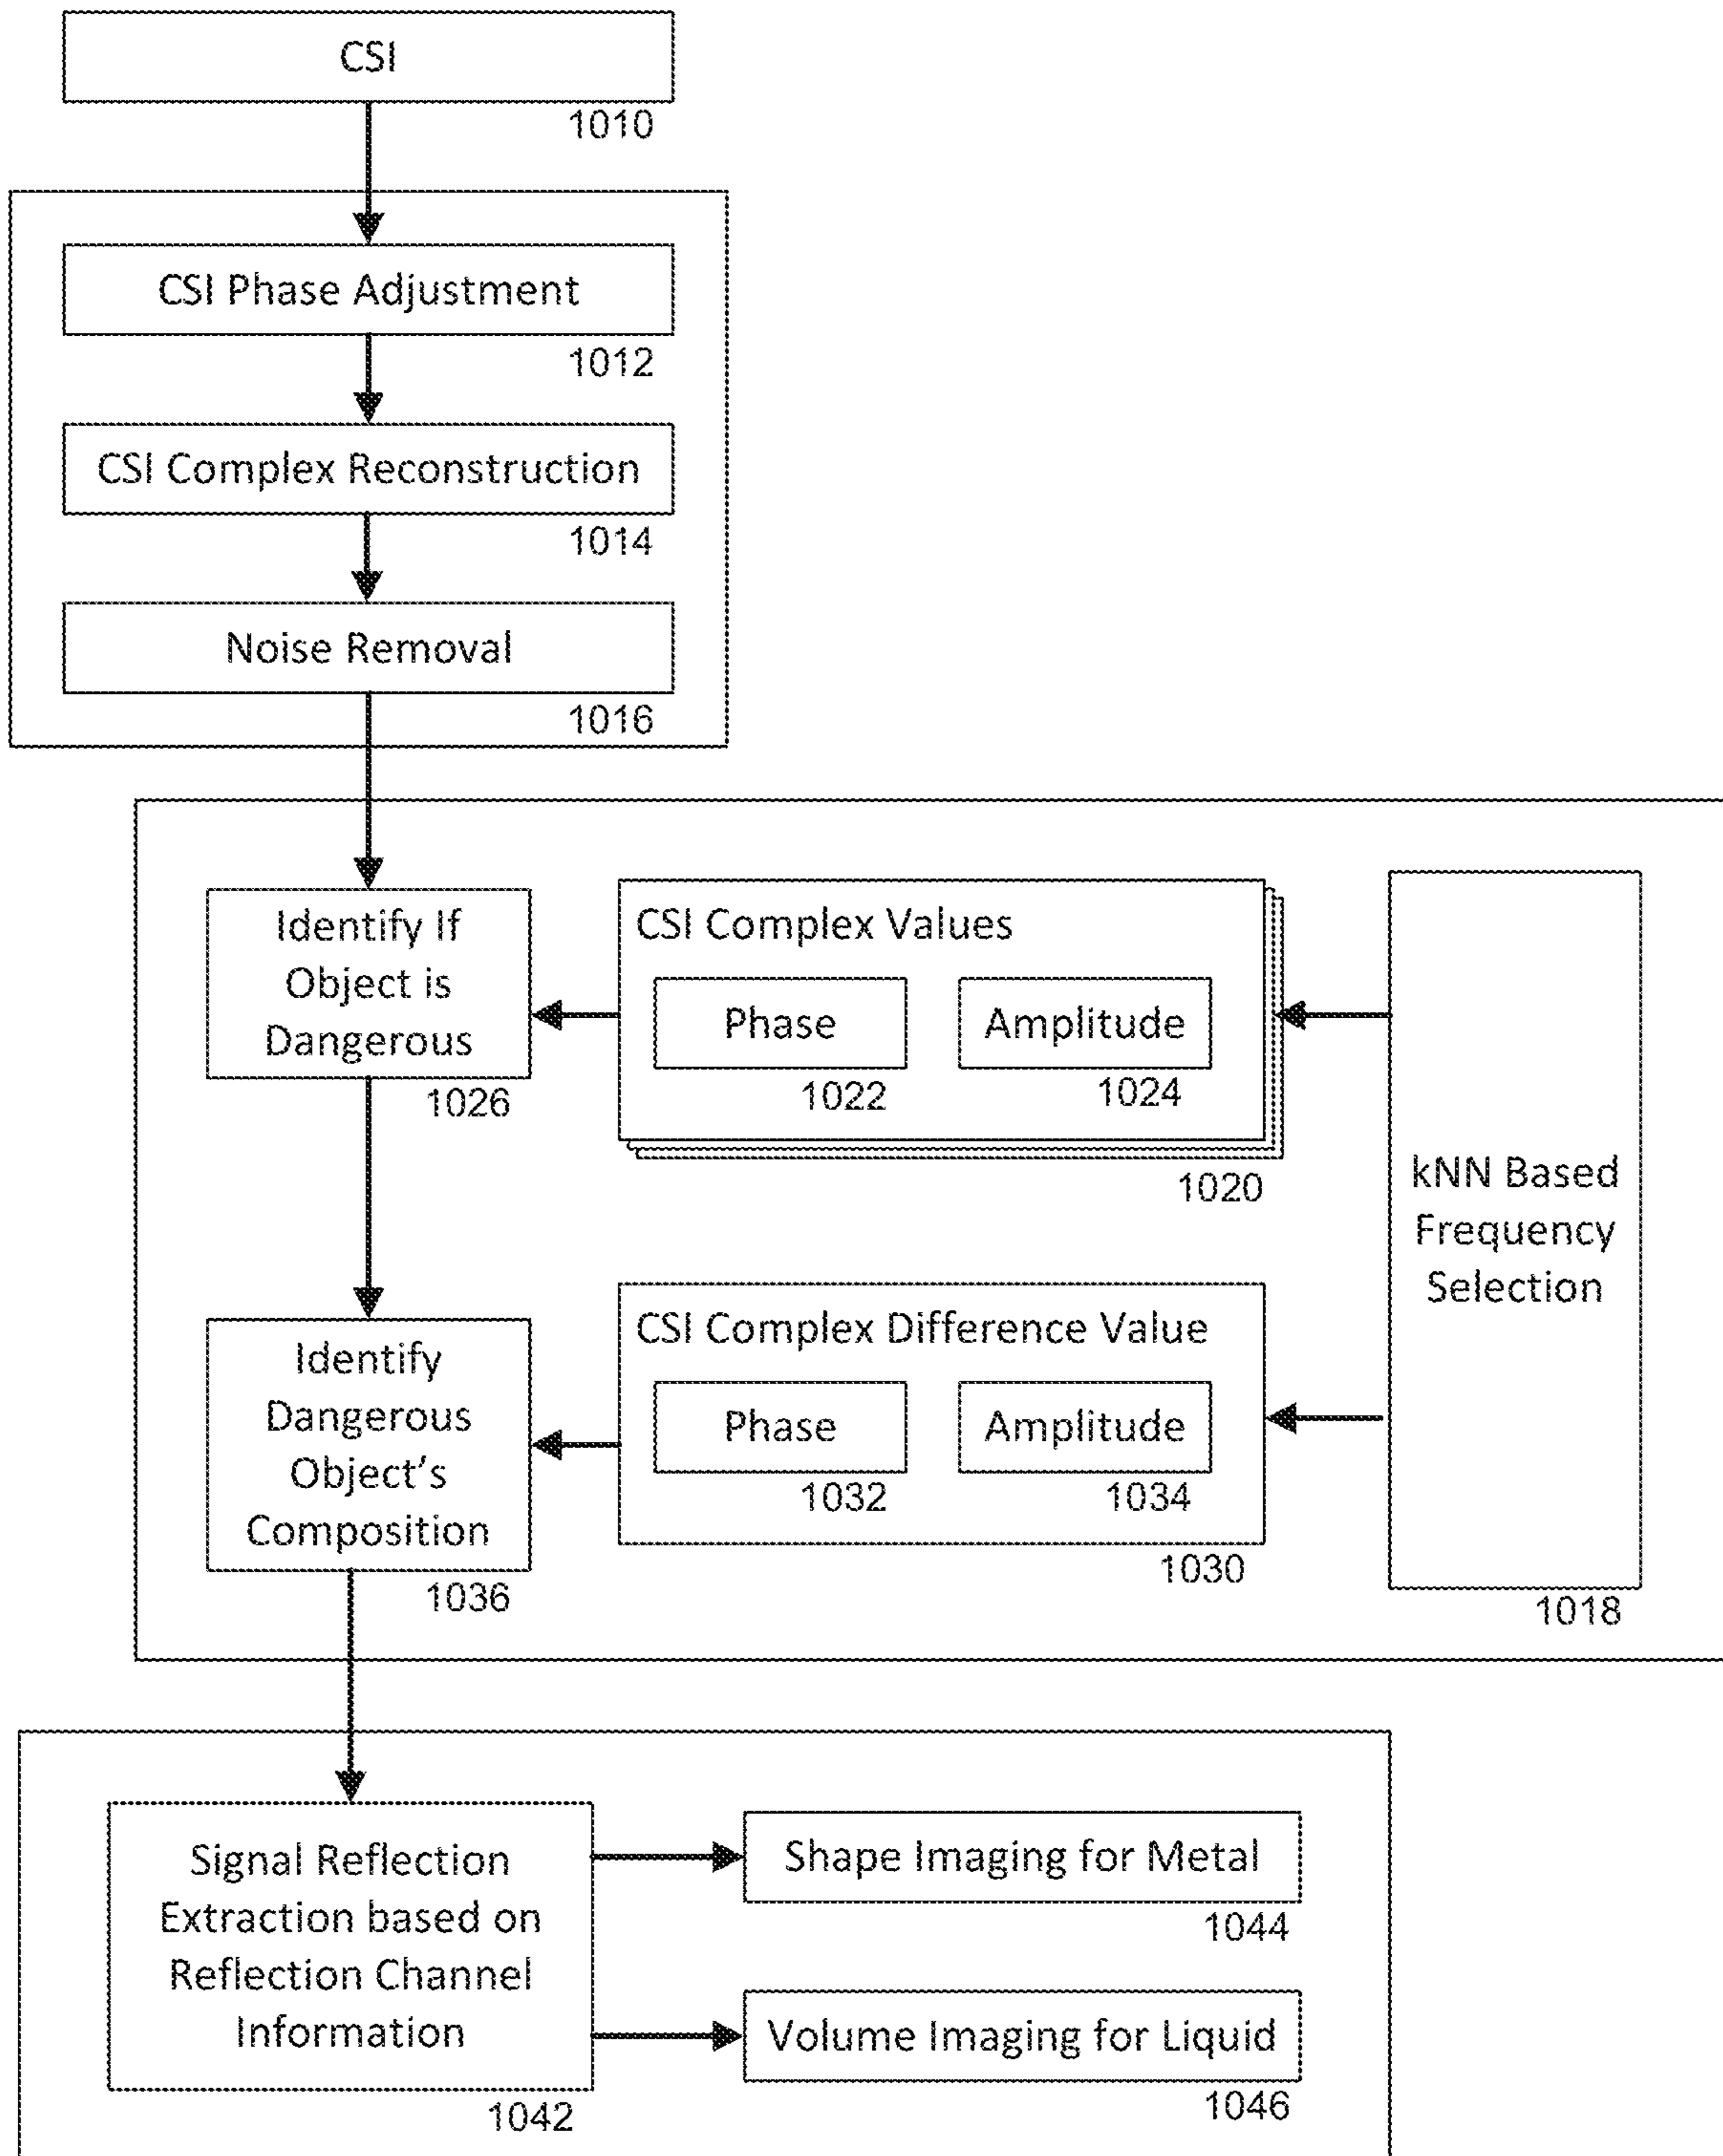 CSI
1010
CSI Phase Adjustment
1012
CSI Complex Reconstruction
1014
Noise Removal
1016
Identify If
Object is
Dangerous
1026
CSI Complex Values
Phase
1022
Amplitude
1024
1020
kNN Based
Frequency
Selection
1018
Identify
Dangerous
Object's
Composition
1036
CSI Complex Difference Value
Phase
1032
Amplitude
1034
1030
Signal Reflection
Extraction based on
Reflection Channel
Information
1042
Shape Imaging for Metal
1044
Volume Imaging for Liquid
1046